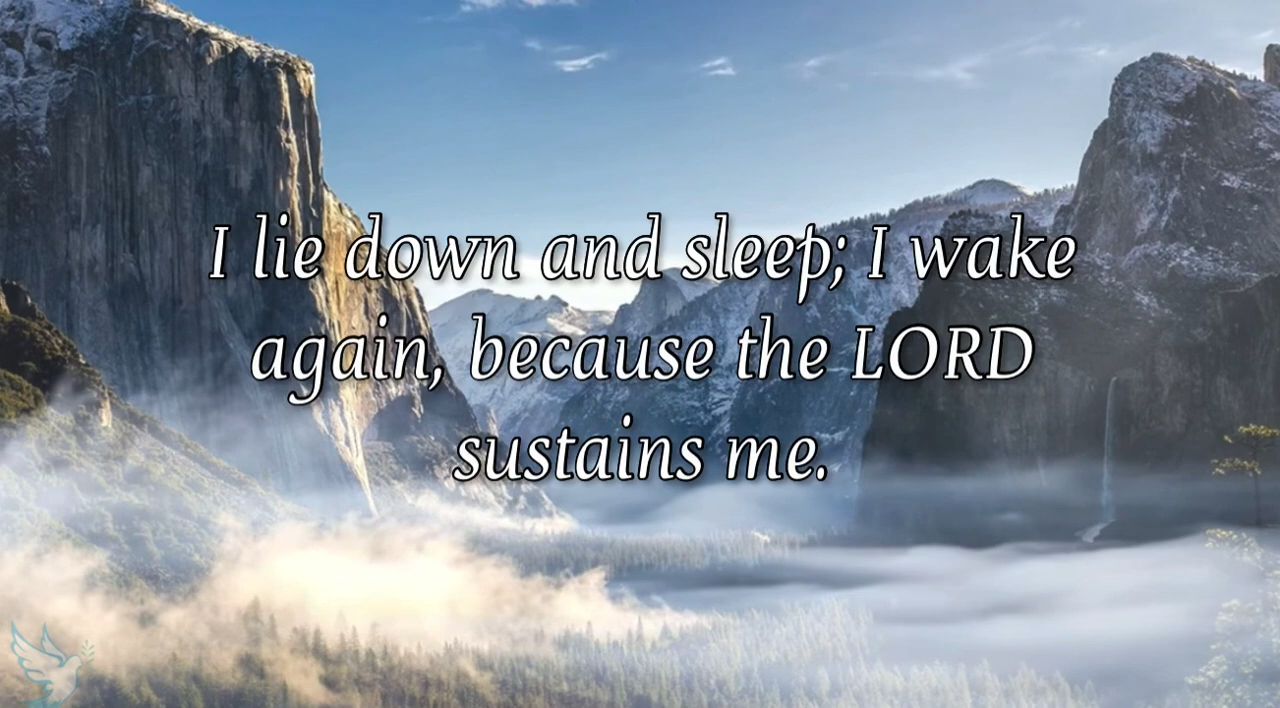 I lie down and sleep; I wake
again, because the LORD
sustains me.